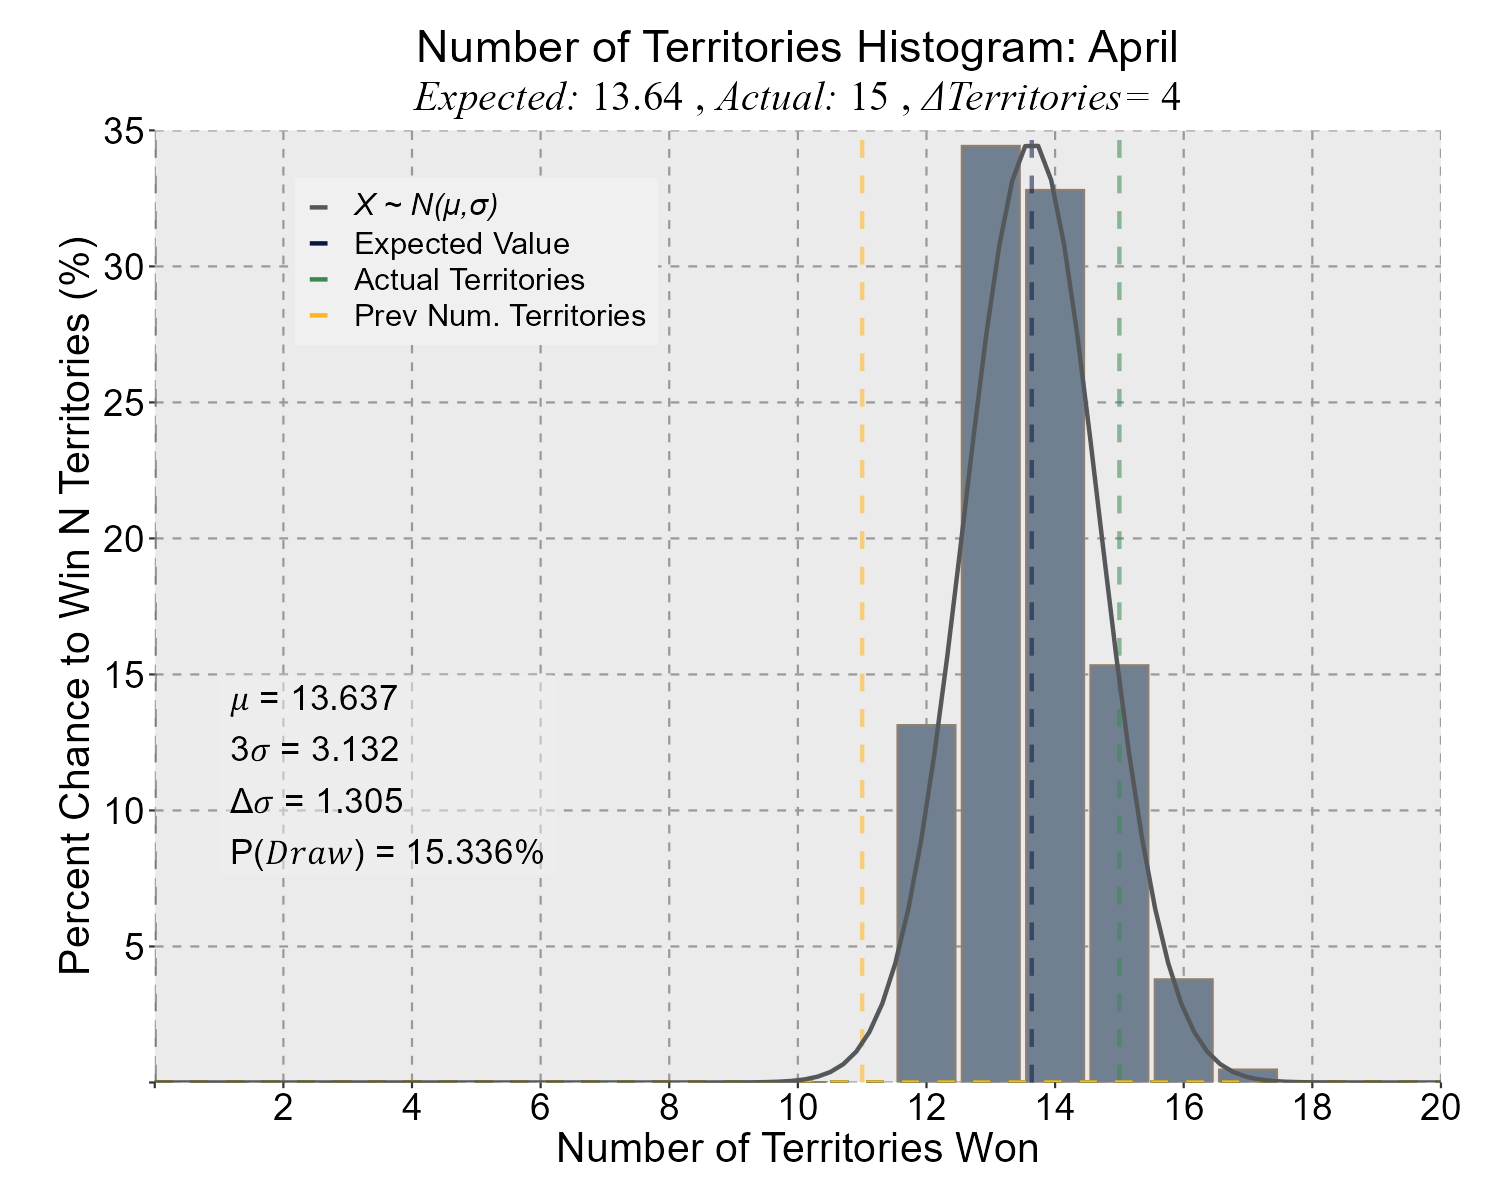 Number of Territories Histogram: April
Expected: 13.64 , Actual: 15 , ΔTerritories= 4
35
30
25
20
15
10
5
Percent Chance to Win N Territories (%)
X ~ N(μ,σ)
Expected Value
Actual Territories
Prev Num. Territories
μ = 13.637
3σ = 3.132
Δσ = 1.305
P(Draw) = 15.336%
2 4 6 8 10 12 14 16 18 20
Number of Territories Won